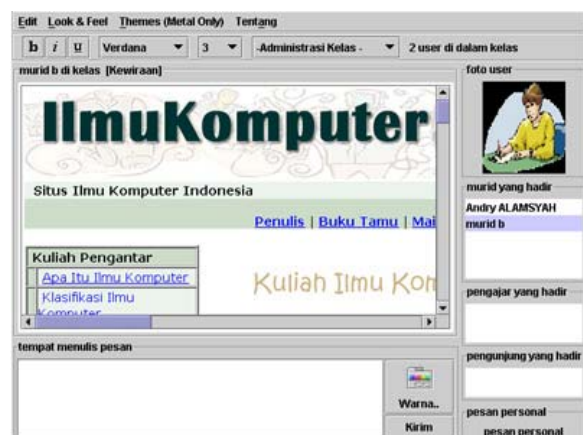 Edit Look & Feel Themes (Metal Only) Tentang
b i u Verdana 3 -Administrasi Kelas - 2 user di dalam kelas
murid b di kelas [Kewiraan]
IlmuKomputer
Situs Ilmu Komputer Indonesia
Penulis | Buku Tamu | Mai
Kuliah Pengantar
Apa Itu Ilmu Komputer
Klasifikasi Ilmu
Komputer
Kuliah Ilmu Kom
tempat menulis pesan
Warna..
Kirim
foto user
murid yang hadir
Andry ALAMSYAH
murid b
pengajar yang hadir
pengunjung yang hadir
pesan personal
pesan personal